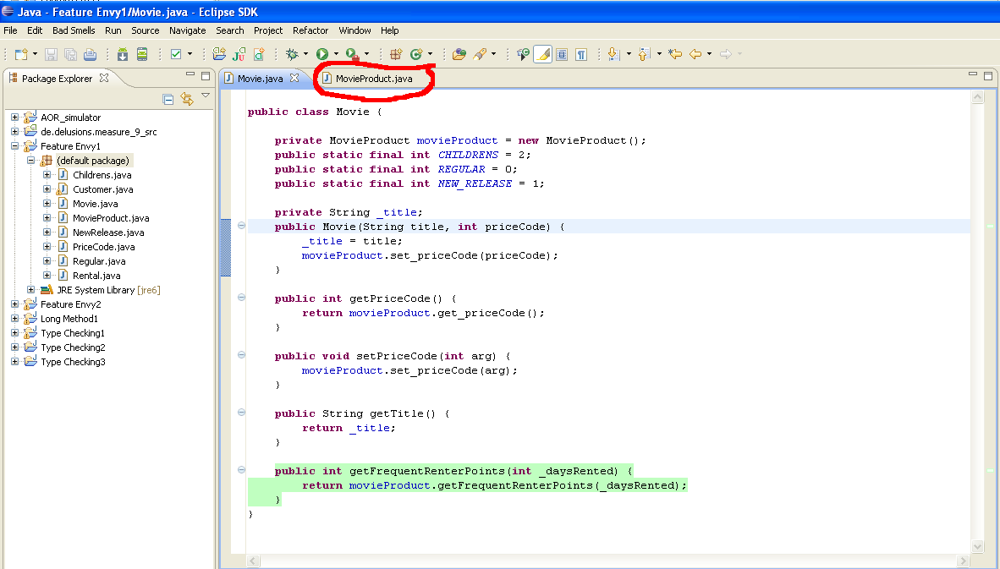 Java - Feature Envy1/Movie.java - Eclipse SDK
File Edit Bad Smells Run Source Navigate Search Project Refactor Window Help
Package Explorer
Movie.java MovieProduct.java
AOR_simulator
de.delusions.measure_9_src
Feature Envy1
(default package)
Childrens.java
Customer.java
Movie.java
MovieProduct.java
NewRelease.java
PriceCode.java
Regular.java
Rental.java
JRE System Library [jre6]
Feature Envy2
Long Method1
Type Checking1
Type Checking2
Type Checking3
public class Movie {
private MovieProduct movieProduct = new MovieProduct();
public static final int CHILDRENS = 2;
public static final int REGULAR = 0;
public static final int NEW_RELEASE = 1;
private String _title;
public Movie(String title, int priceCode) {
_title = title;
movieProduct.set_priceCode(priceCode);
}
public int getPriceCode() {
return movieProduct.get_priceCode();
}
public void setPriceCode(int arg) {
movieProduct.set_priceCode(arg);
}
public String getTitle() {
return _title;
}
public int getFrequentRenterPoints(int _daysRented) {
return movieProduct.getFrequentRenterPoints(_daysRented);
}
}